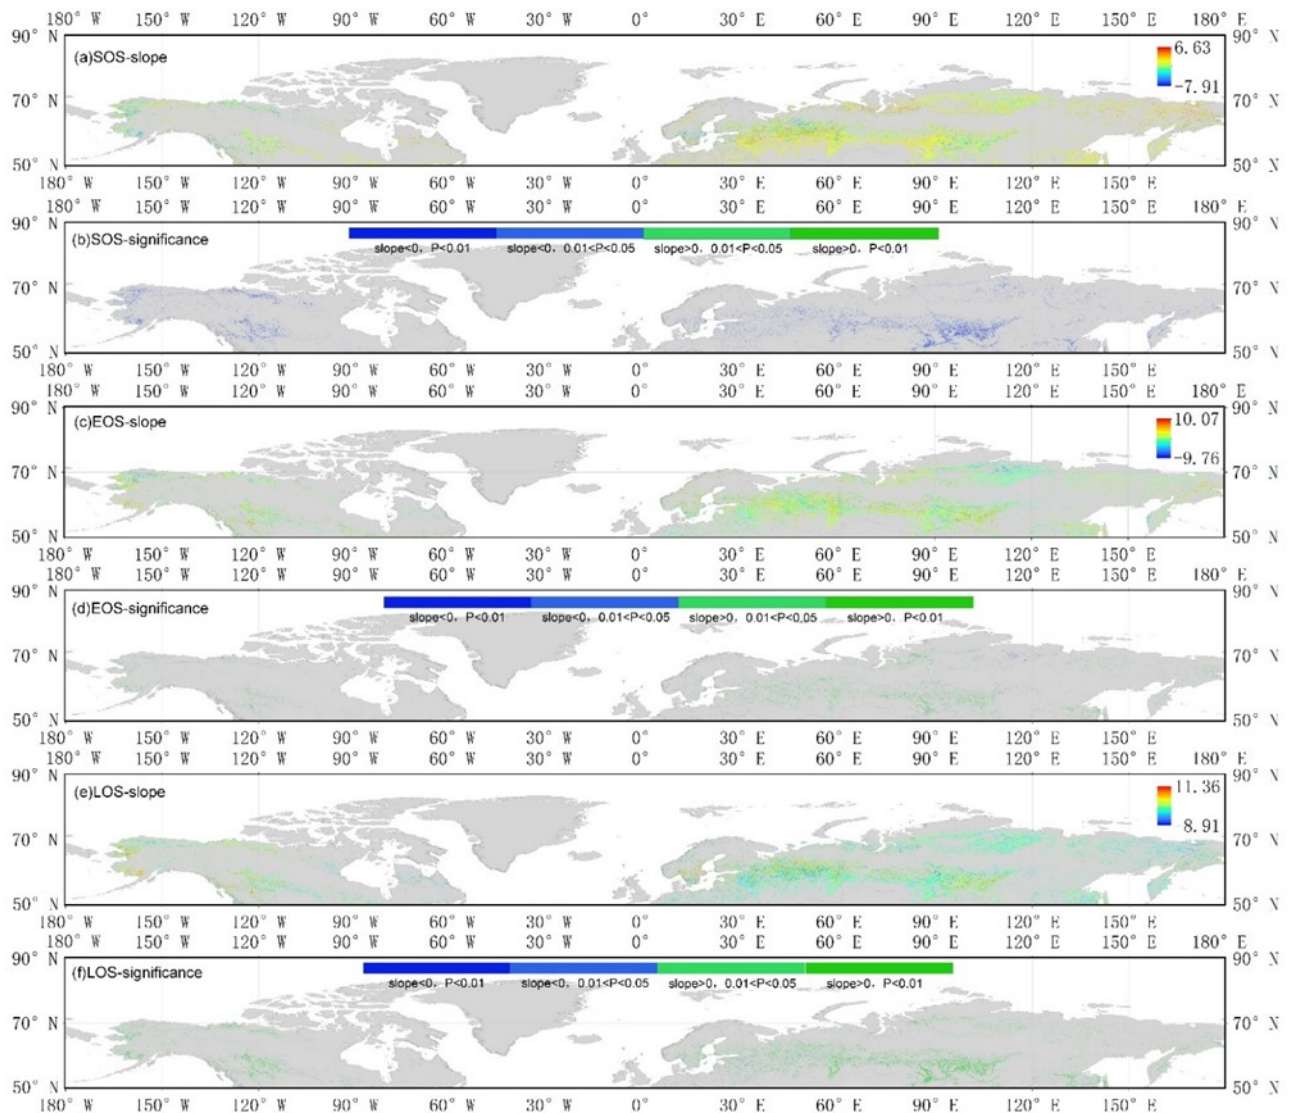 180° W 150° W 120° W 90° W 60° W 30° W 0° 30° E 60° E 90° E 120° E 150° E 180° E
90° N 90° N
(a)SOS-slope 6.63
-7.91
70° N 70° N
50° N 50° N
180° W 150° W 120° W 90° W 60° W 30° W 0° 30° E 60° E 90° E 120° E 150° E 180° E
90° N 90° N
(b)SOS-significance
slope<0, P<0.01 slope<0, 0.01<P<0.05 slope>0, 0.01<P<0.05 slope>0, P<0.01
70° N 70° N
50° N 50° N
180° W 150° W 120° W 90° W 60° W 30° W 0° 30° E 60° E 90° E 120° E 150° E
180° W 150° W 120° W 90° W 60° W 30° W 0° 30° E 60° E 90° E 120° E 150° E 180° E
90° N 90° N
(c)EOS-slope 10.07
-9.76
70° N 70° N
50° N 50° N
180° W 150° W 120° W 90° W 60° W 30° W 0° 30° E 60° E 90° E 120° E 150° E
180° W 150° W 120° W 90° W 60° W 30° W 0° 30° E 60° E 90° E 120° E 150° E 180° E
90° N 90° N
(d)EOS-significance
slope<0, P<0.01 slope<0, 0.01<P<0.05 slope>0, 0.01<P<0.05 slope>0, P<0.01
70° N 70° N
50° N 50° N
180° W 150° W 120° W 90° W 60° W 30° W 0° 30° E 60° E 90° E 120° E 150° E
180° W 150° W 120° W 90° W 60° W 30° W 0° 30° E 60° E 90° E 120° E 150° E 180° E
90° N 90° N
(e)LOS-slope 11.36
8.91
70° N 70° N
50° N 50° N
180° W 150° W 120° W 90° W 60° W 30° W 0° 30° E 60° E 90° E 120° E 150° E
180° W 150° W 120° W 90° W 60° W 30° W 0° 30° E 60° E 90° E 120° E 150° E 180° E
90° N 90° N
(f)LOS-significance
slope<0, P<0.01 slope<0, 0.01<P<0.05 slope>0, 0.01<P<0.05 slope>0, P<0.01
70° N 70° N
50° N 50° N
180° W 150° W 120° W 90° W 60° W 30° W 0° 30° E 60° E 90° E 120° E 150° E 180° E